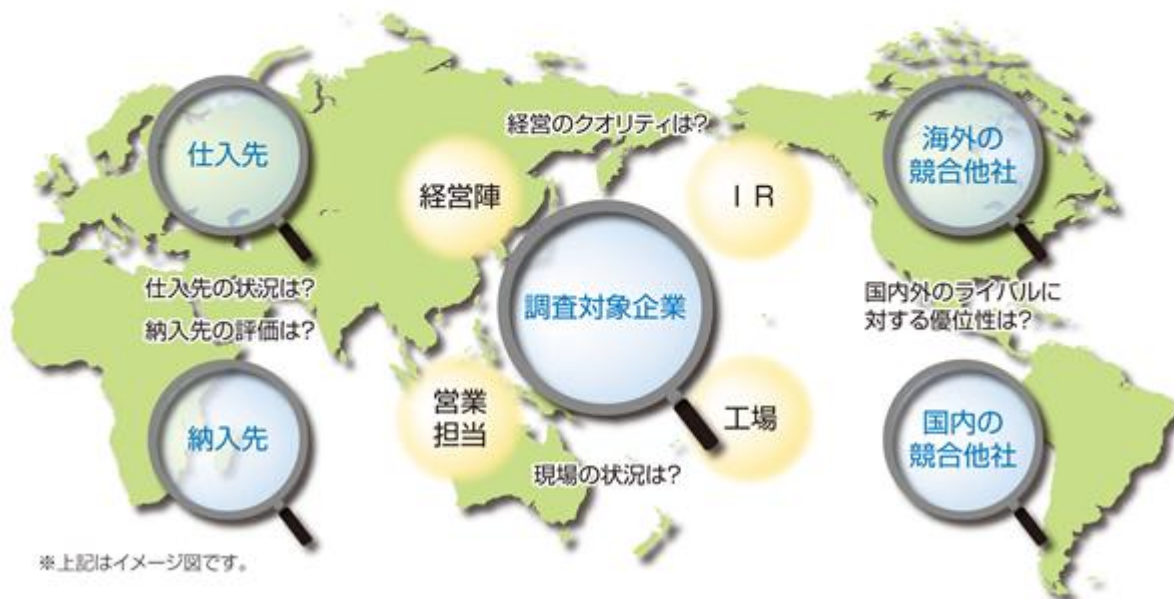 経営のクオリティは?
仕入先
経営陣
I R
海外の
競合他社
調査対象企業
仕入先の状況は?
納入先の評価は?
国内外のライバルに
対する優位性は?
納入先
営業
担当
工場
国内の
競合他社
現場の状況は?
※上記はイメージ図です。